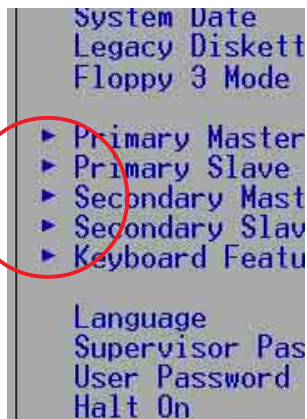 System Date
Legacy Diskett
Floppy 3 Mode
Primary Master
Primary Slave
Secondary Mast
Secondary Slav
Keyboard Featu
Language
Supervisor Pas
User Password
Halt On